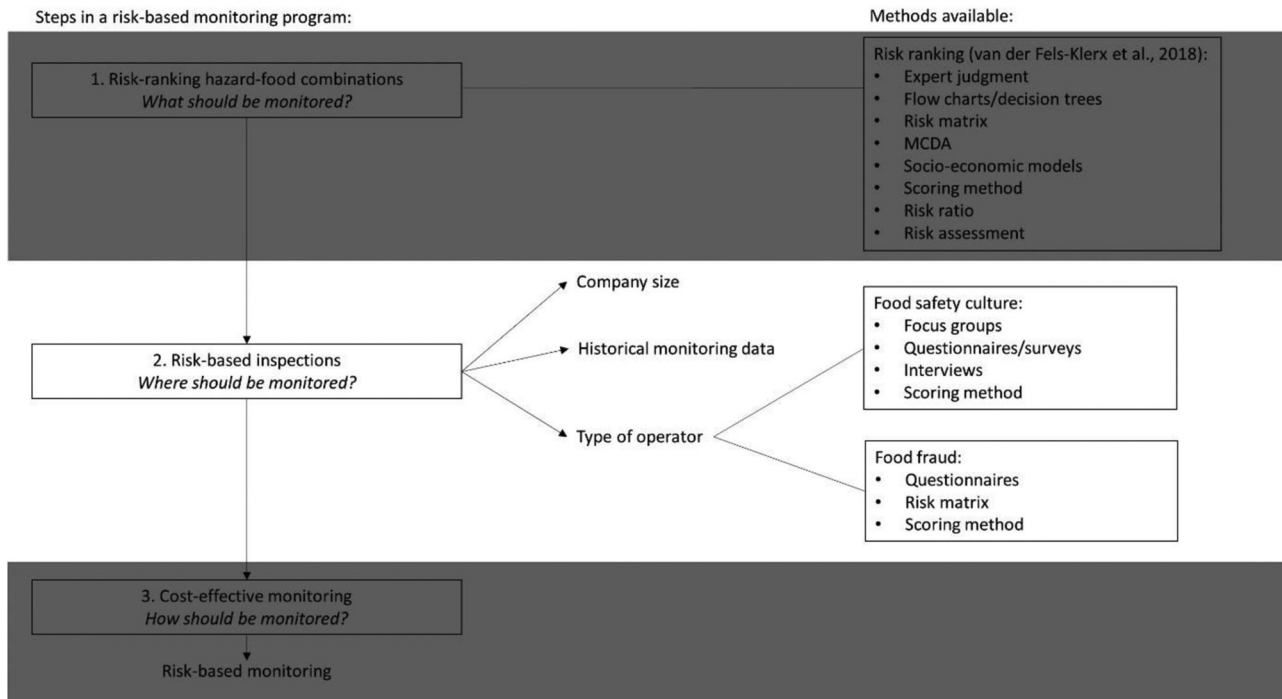 Steps in a risk-based monitoring program:
Methods available:
1. Risk-ranking hazard-food combinations
What should be monitored?
Risk ranking (van der Fels-Klerx et al., 2018):
• Expert judgment
• Flow charts/decision trees
• Risk matrix
• MCDA
• Socio-economic models
• Scoring method
• Risk ratio
• Risk assessment
2. Risk-based inspections
Where should be monitored?
Company size
Historical monitoring data
Type of operator
Food safety culture:
• Focus groups
• Questionnaires/surveys
• Interviews
• Scoring method
Food fraud:
• Questionnaires
• Risk matrix
• Scoring method
3. Cost-effective monitoring
How should be monitored?
Risk-based monitoring